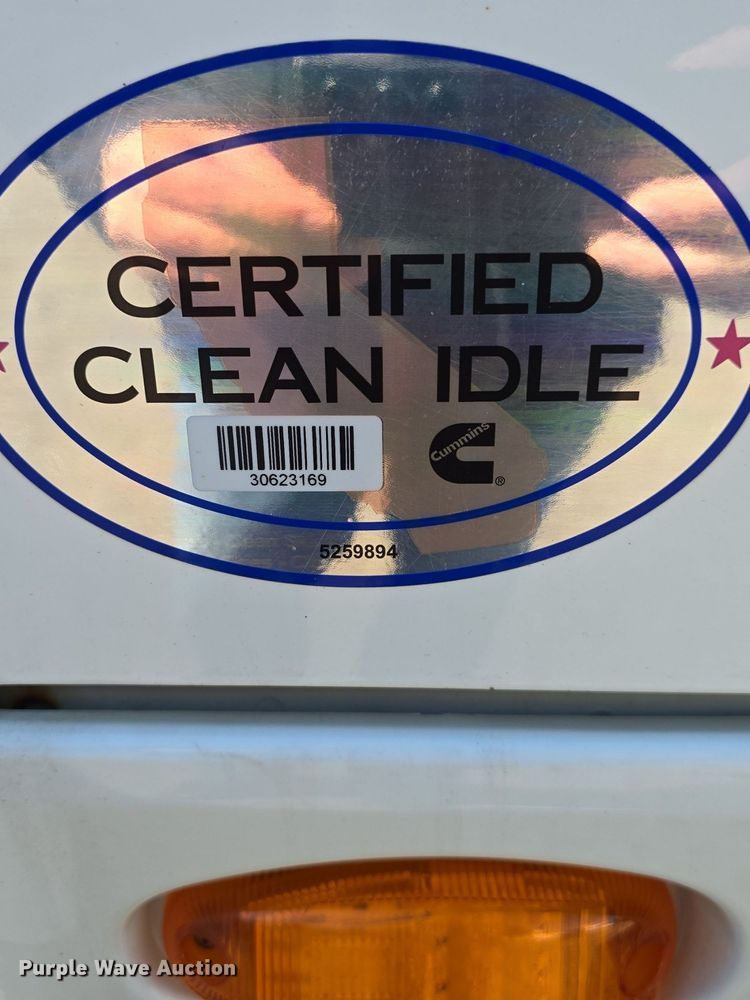 CERTIFIED
CLEAN IDLE
30623169
Cummins
®
5259894
Purple Wave Auction